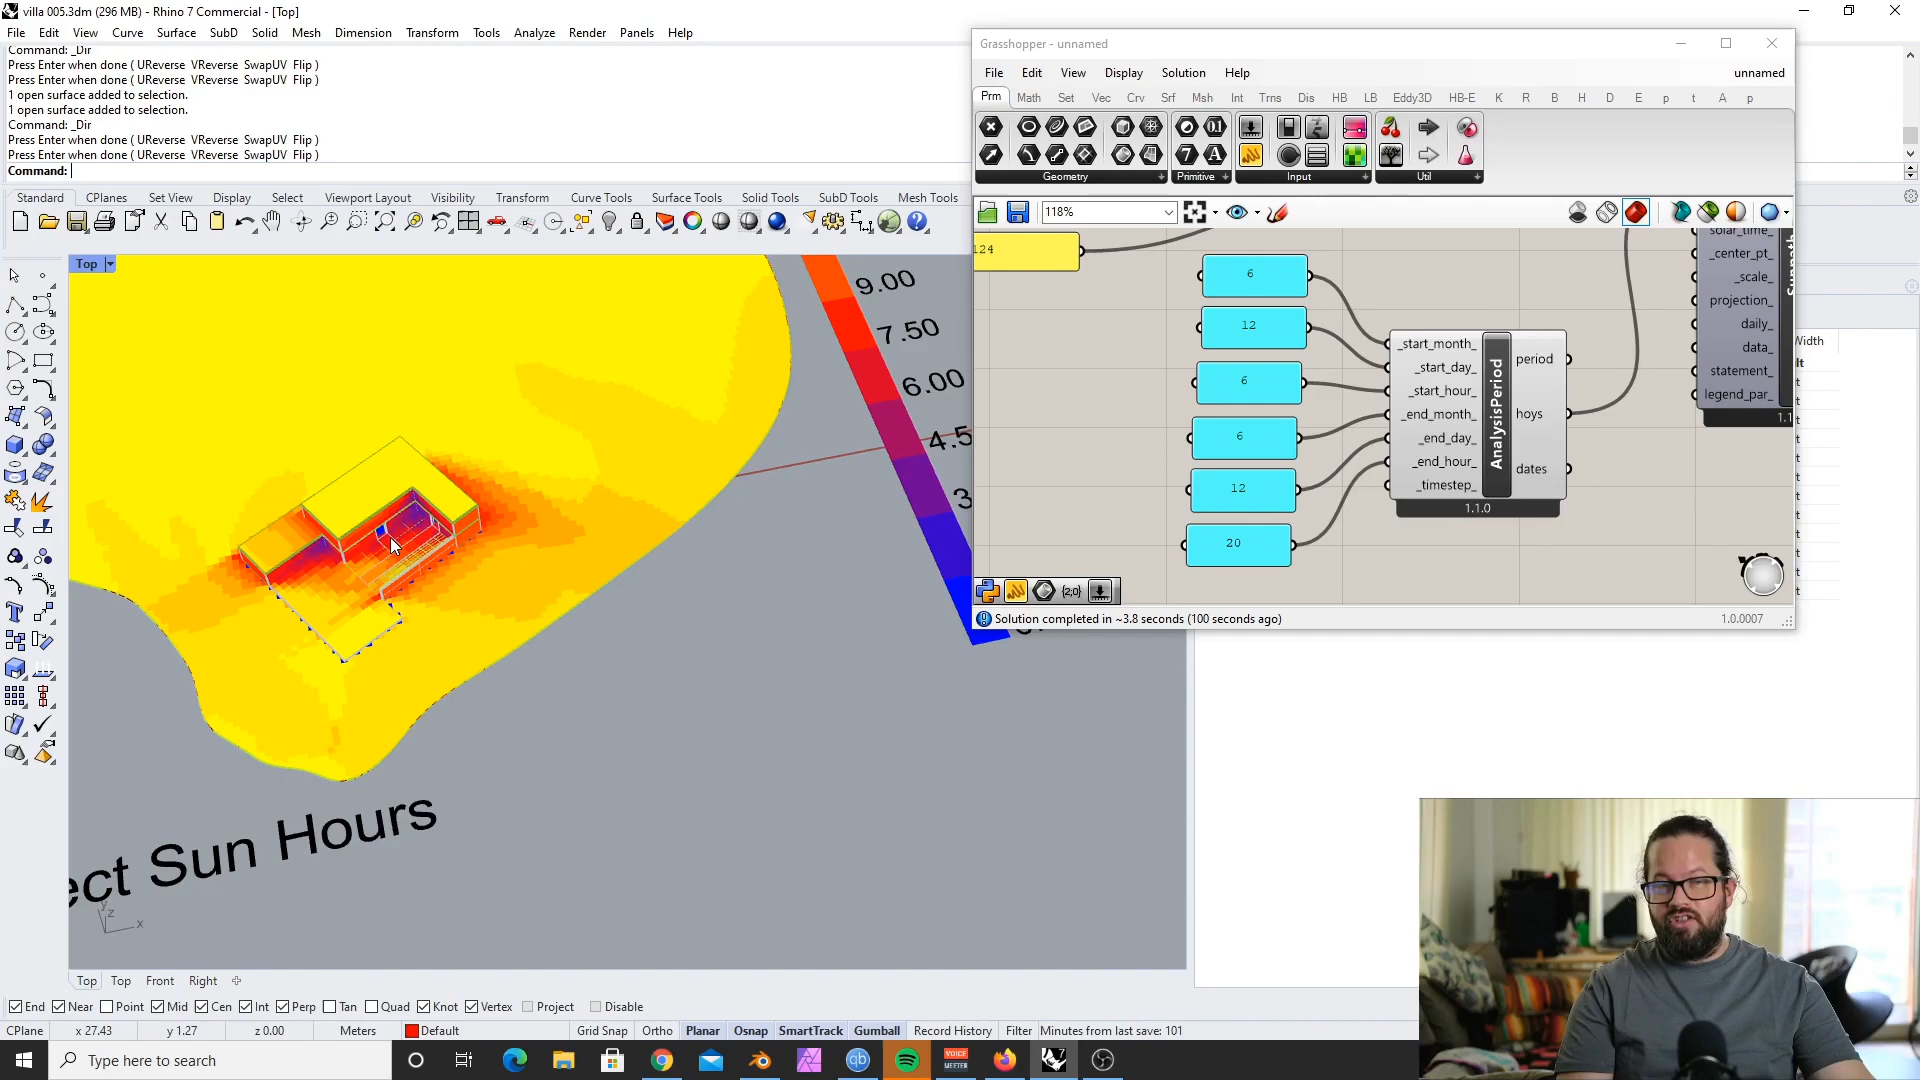 villa 005.3dm (296 MB) - Rhino 7 Commercial - [Top]
File Edit View Curve Surface SubD Solid Mesh Dimension Transform Tools Analyze Render Panels Help
Command: _Dir
Press Enter when done ( UReverse VReverse SwapUV Flip )
Press Enter when done ( UReverse VReverse SwapUV Flip )
1 open surface added to selection.
1 open surface added to selection.
Command: _Dir
Press Enter when done ( UReverse VReverse SwapUV Flip )
Press Enter when done ( UReverse VReverse SwapUV Flip )
Command:
Standard CPlanes Set View Display Select Viewport Layout Visibility Transform Curve Tools Surface Tools Solid Tools SubD Tools Mesh Tools
Top
9.00
7.50
6.00
4.5
3
ect Sun Hours
y
z
x
Grasshopper - unnamed
File Edit View Display Solution Help
unnamed
Prm Math Set Vec Crv Srf Msh Int Trns Dis HB LB Eddy3D HB-E K R B H D E p t A p
Geometry Primitive Input Util
118%
124
6
12
6
6
12
20
_start_month_
_start_day_
_start_hour_
_end_month_
_end_day_
_end_hour_
_timestep_
AnalysisPeriod
period
hoys
dates
1.1.0
solar_time_
_center_pt_
_scale_
projection_
daily_
data_
statement_
legend_par_
1.1
{2;0}
Solution completed in ~3.8 seconds (100 seconds ago)
1.0.0007
Width
Top Top Front Right
End Near Point Mid Cen Int Perp Tan Quad Knot Vertex Project Disable
CPlane x 27.43 y 1.27 z 0.00 Meters Default Grid Snap Ortho Planar Osnap SmartTrack Gumball Record History Filter Minutes from last save: 101
Type here to search
qb
VOICE
MEETER
7